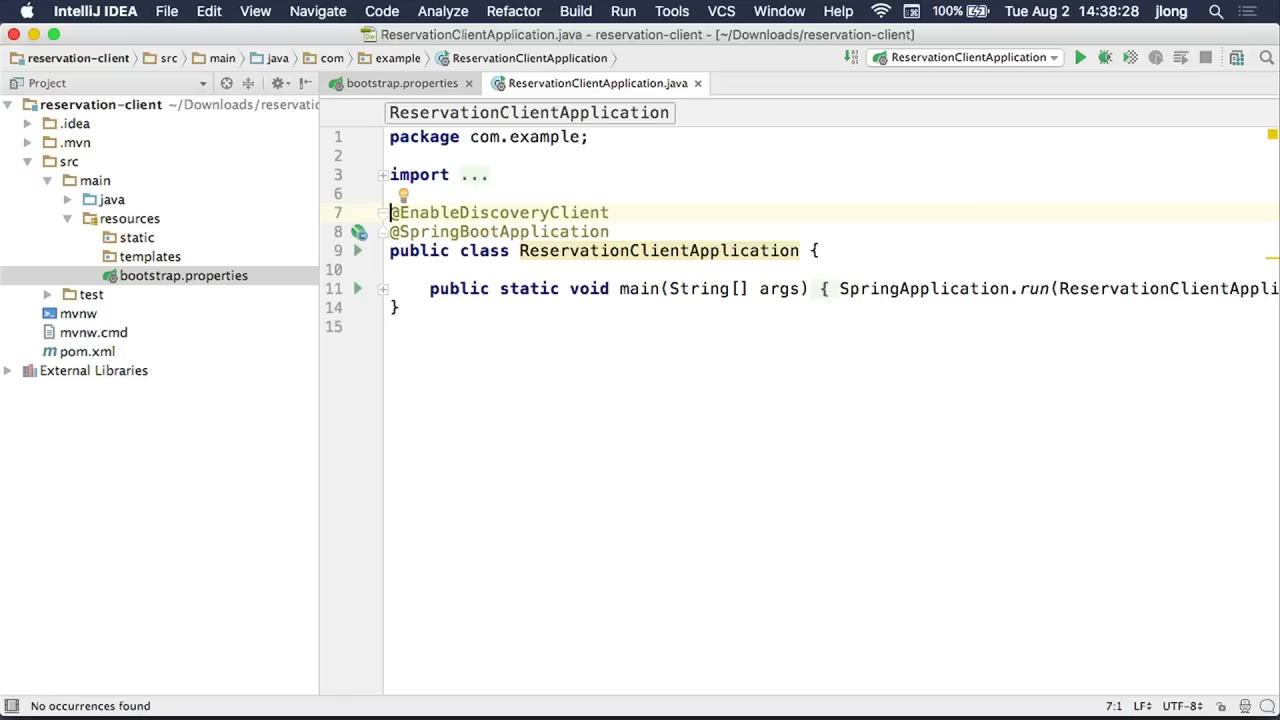 IntelliJ IDEA File Edit View Navigate Code Analyze Refactor Build Run Tools VCS Window Help 100% Tue Aug 2 14:38:28 jlong
ReservationClientApplication.java - reservation-client - [~/Downloads/reservation-client]
reservation-client src main java com example ReservationClientApplication ReservationClientApplication
Project bootstrap.properties ReservationClientApplication.java
reservation-client ~/Downloads/reservati
ReservationClientApplication
.idea
1 package com.example;
.mvn
2
src
3 import ...
main
6
java
7 @EnableDiscoveryClient
resources
8 @SpringBootApplication
static
9 public class ReservationClientApplication {
templates
10
bootstrap.properties
11 public static void main(String[] args) { SpringApplication.run(ReservationClientAppli
test
14 }
mvnw
15
mvnw.cmd
pom.xml
External Libraries
No occurrences found 7:1 LF UTF-8